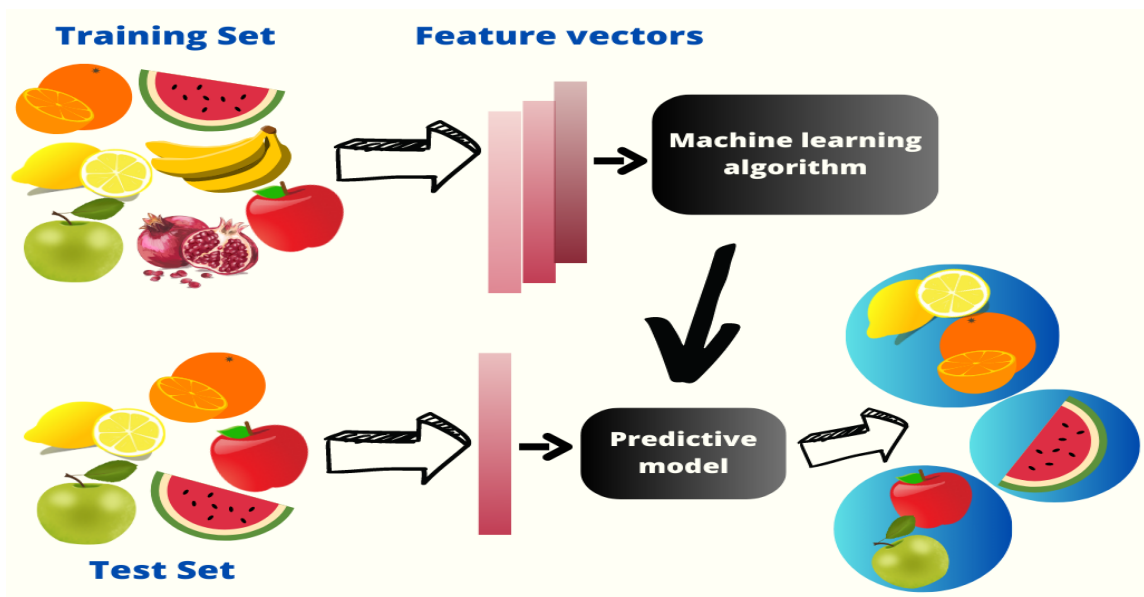 Training Set
Feature vectors
Machine learning
algorithm
Predictive
model
Test Set